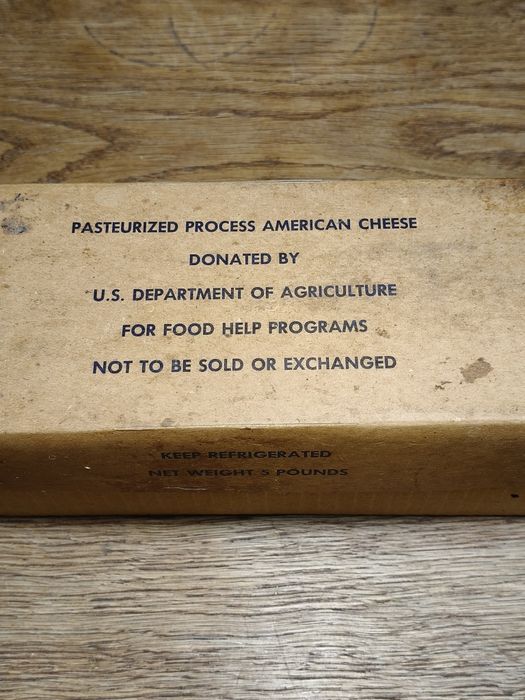 PASTEURIZED PROCESS AMERICAN CHEESE
DONATED BY
U.S. DEPARTMENT OF AGRICULTURE
FOR FOOD HELP PROGRAMS
NOT TO BE SOLD OR EXCHANGED
KEEP REFRIGERATED
NET WEIGHT 5 POUNDS